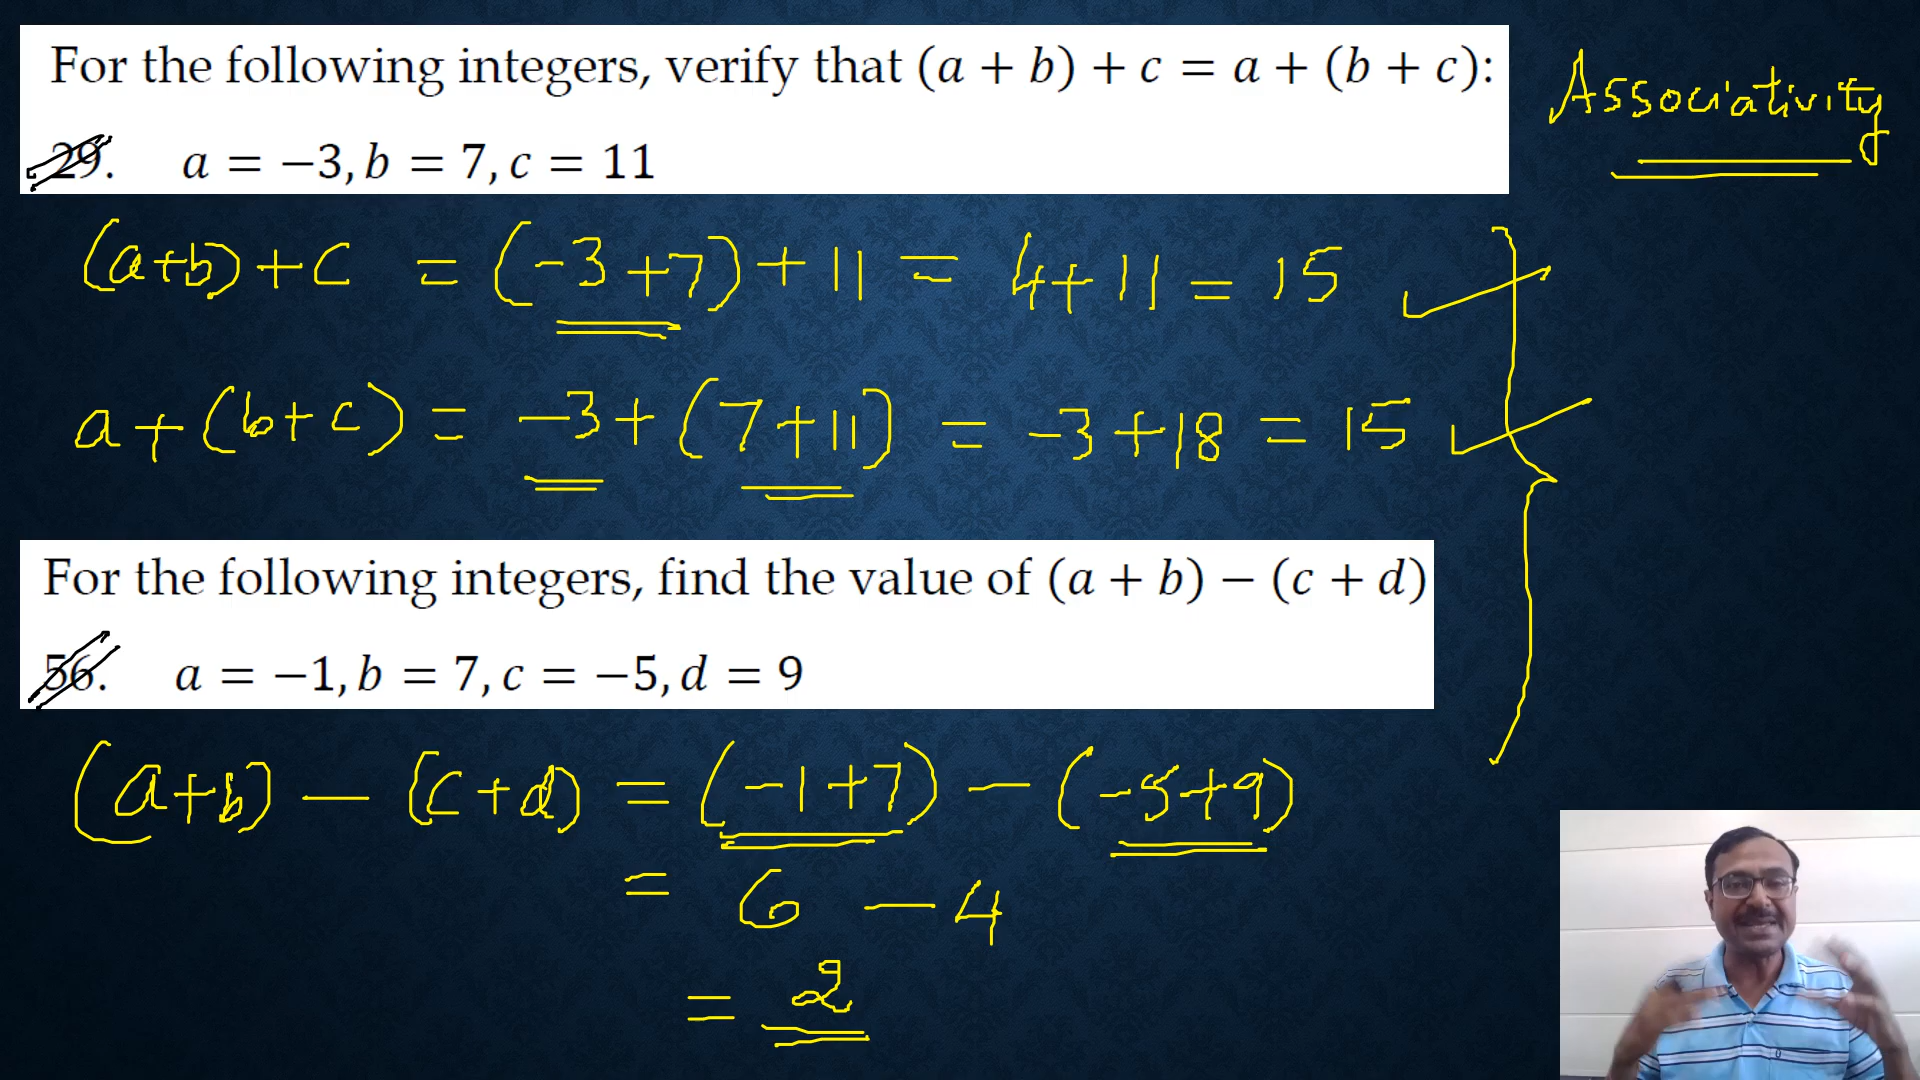 For the following integers, verify that (a + b) + c = a + (b + c):
Associativity
29. a = −3, b = 7, c = 11
(a+b)+c = (-3+7)+11 = 4+11 = 15
a+(b+c) = -3+(7+11) = -3+18 = 15
For the following integers, find the value of (a + b) − (c + d)
56. a = −1, b = 7, c = −5, d = 9
(a+b) - (c+d) = (-1+7) - (-5+9)
= 6 - 4
= 2